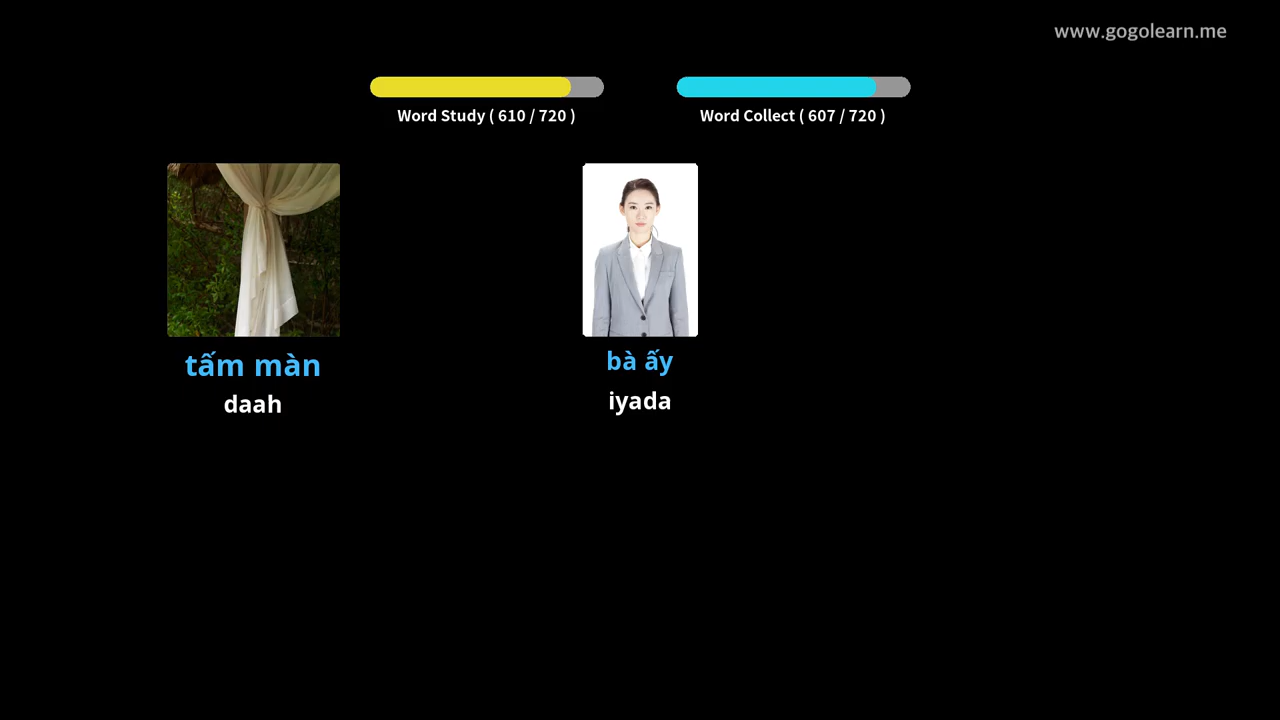 www.gogolearn.me
Word Study ( 610 / 720 )
Word Collect ( 607 / 720 )
tấm màn
daah
bà ấy
iyada